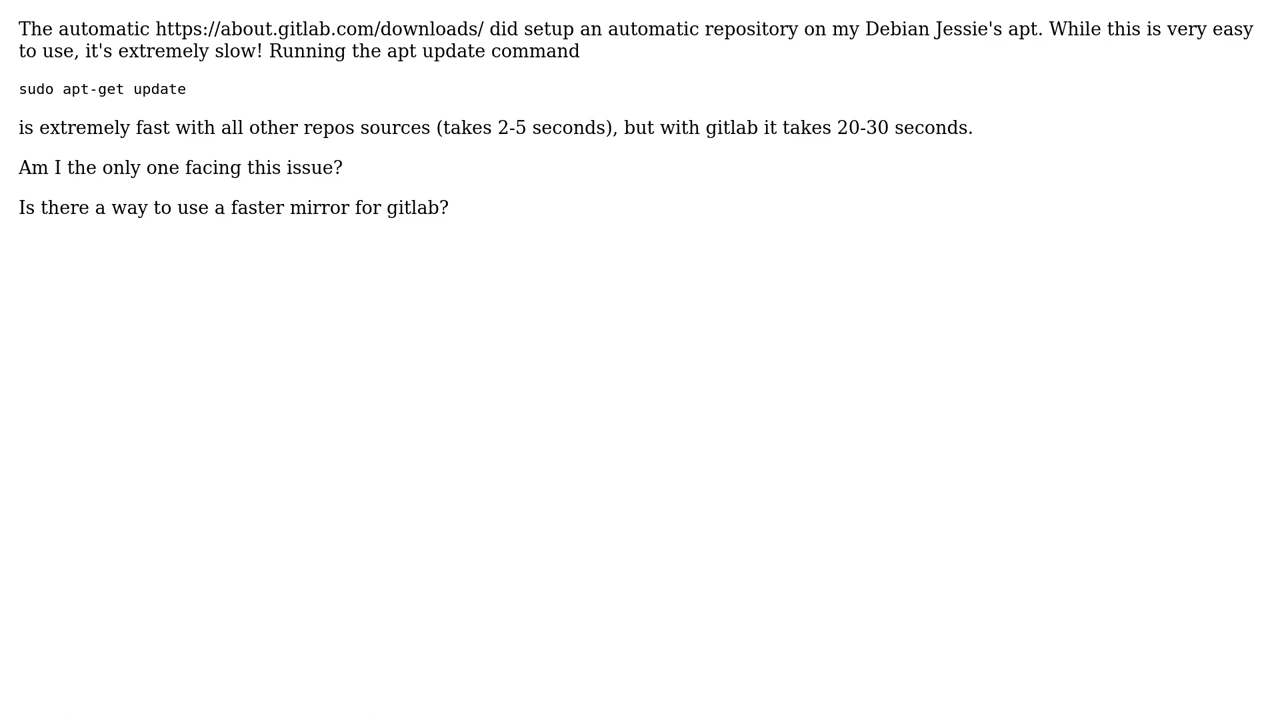 The automatic https://about.gitlab.com/downloads/ did setup an automatic repository on my Debian Jessie's apt. While this is very easy
to use, it's extremely slow! Running the apt update command
sudo apt-get update
is extremely fast with all other repos sources (takes 2-5 seconds), but with gitlab it takes 20-30 seconds.
Am I the only one facing this issue?
Is there a way to use a faster mirror for gitlab?